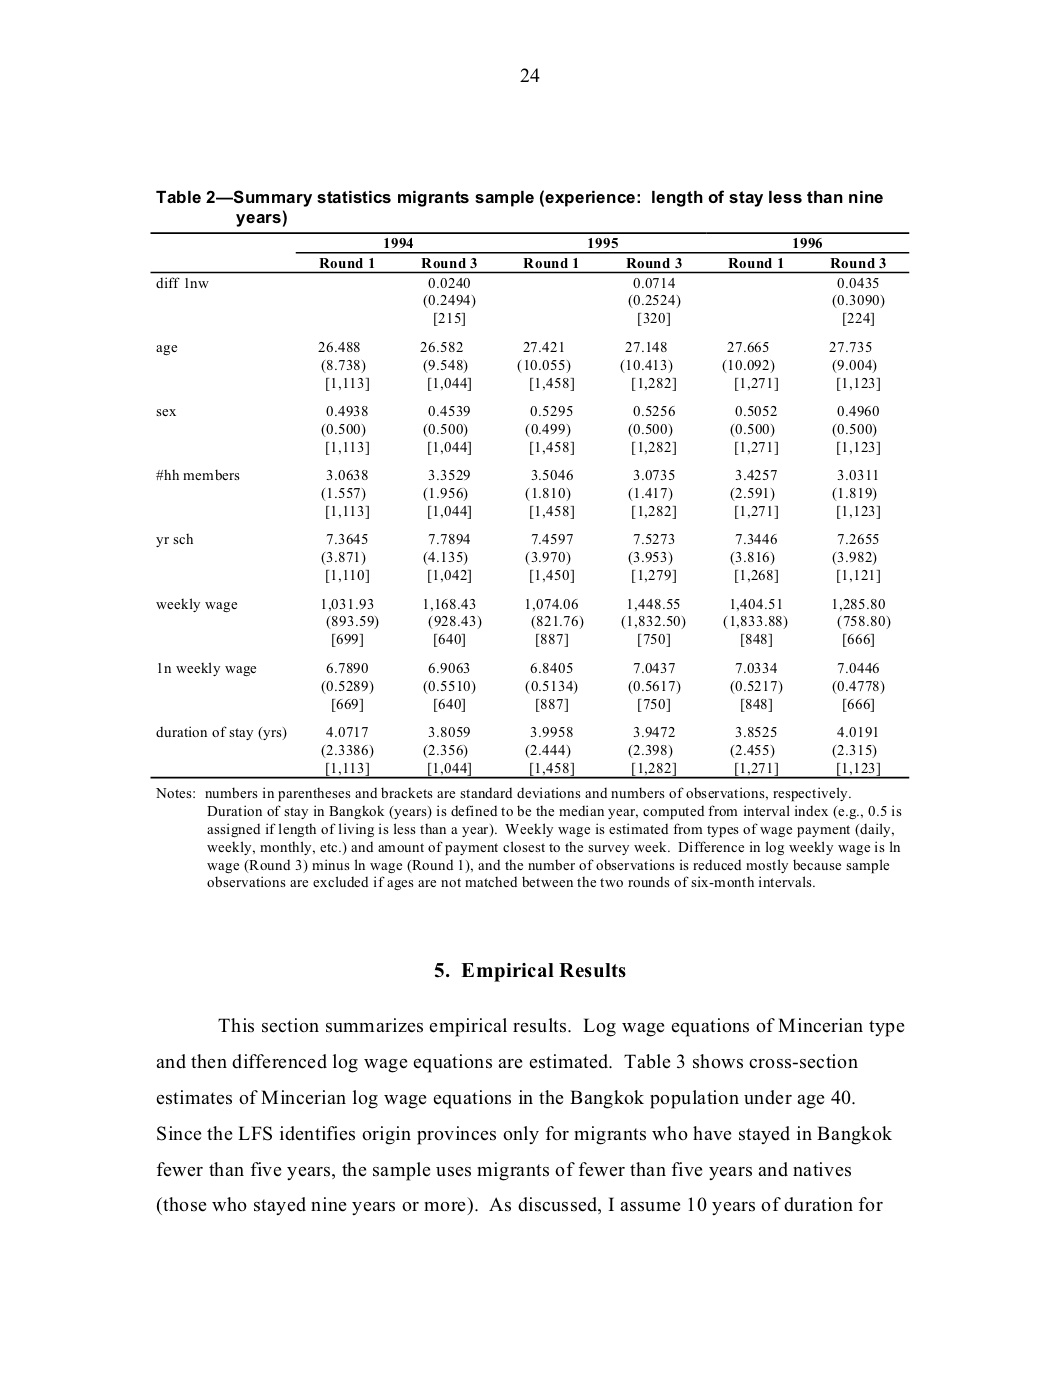 24
Table 2—Summary statistics migrants sample (experience:  length of stay less than nine
years)
1994 1995 1996
Round 1 Round 3 Round 1 Round 3 Round 1 Round 3
diff 1nw 0.0240 0.0714 0.0435
(0.2494) (0.2524) (0.3090)
[215] [320] [224]
age 26.488 26.582 27.421 27.148 27.665 27.735
(8.738) (9.548) (10.055) (10.413) (10.092) (9.004)
[1,113] [1,044] [1,458] [1,282] [1,271] [1,123]
sex 0.4938 0.4539 0.5295 0.5256 0.5052 0.4960
(0.500) (0.500) (0.499) (0.500) (0.500) (0.500)
[1,113] [1,044] [1,458] [1,282] [1,271] [1,123]
#hh members 3.0638 3.3529 3.5046 3.0735 3.4257 3.0311
(1.557) (1.956) (1.810) (1.417) (2.591) (1.819)
[1,113] [1,044] [1,458] [1,282] [1,271] [1,123]
yr sch 7.3645 7.7894 7.4597 7.5273 7.3446 7.2655
(3.871) (4.135) (3.970) (3.953) (3.816) (3.982)
[1,110] [1,042] [1,450] [1,279] [1,268] [1,121]
weekly wage 1,031.93 1,168.43 1,074.06 1,448.55 1,404.51 1,285.80
(893.59) (928.43) (821.76) (1,832.50) (1,833.88) (758.80)
[699] [640] [887] [750] [848] [666]
1n weekly wage 6.7890 6.9063 6.8405 7.0437 7.0334 7.0446
(0.5289) (0.5510) (0.5134) (0.5617) (0.5217) (0.4778)
[669] [640] [887] [750] [848] [666]
duration of stay (yrs) 4.0717 3.8059 3.9958 3.9472 3.8525 4.0191
(2.3386) (2.356) (2.444) (2.398) (2.455) (2.315)
[1,113] [1,044] [1,458] [1,282] [1,271] [1,123]
Notes:  numbers in parentheses and brackets are standard deviations and numbers of observations, respectively.
Duration of stay in Bangkok (years) is defined to be the median year, computed from interval index (e.g., 0.5 is
assigned if length of living is less than a year).  Weekly wage is estimated from types of wage payment (daily,
weekly, monthly, etc.) and amount of payment closest to the survey week.  Difference in log weekly wage is ln
wage (Round 3) minus ln wage (Round 1), and the number of observations is reduced mostly because sample
observations are excluded if ages are not matched between the two rounds of six-month intervals.
5.  Empirical Results
This section summarizes empirical results.  Log wage equations of Mincerian type
and then differenced log wage equations are estimated.  Table 3 shows cross-section
estimates of Mincerian log wage equations in the Bangkok population under age 40.
Since the LFS identifies origin provinces only for migrants who have stayed in Bangkok
fewer than five years, the sample uses migrants of fewer than five years and natives
(those who stayed nine years or more).  As discussed, I assume 10 years of duration for